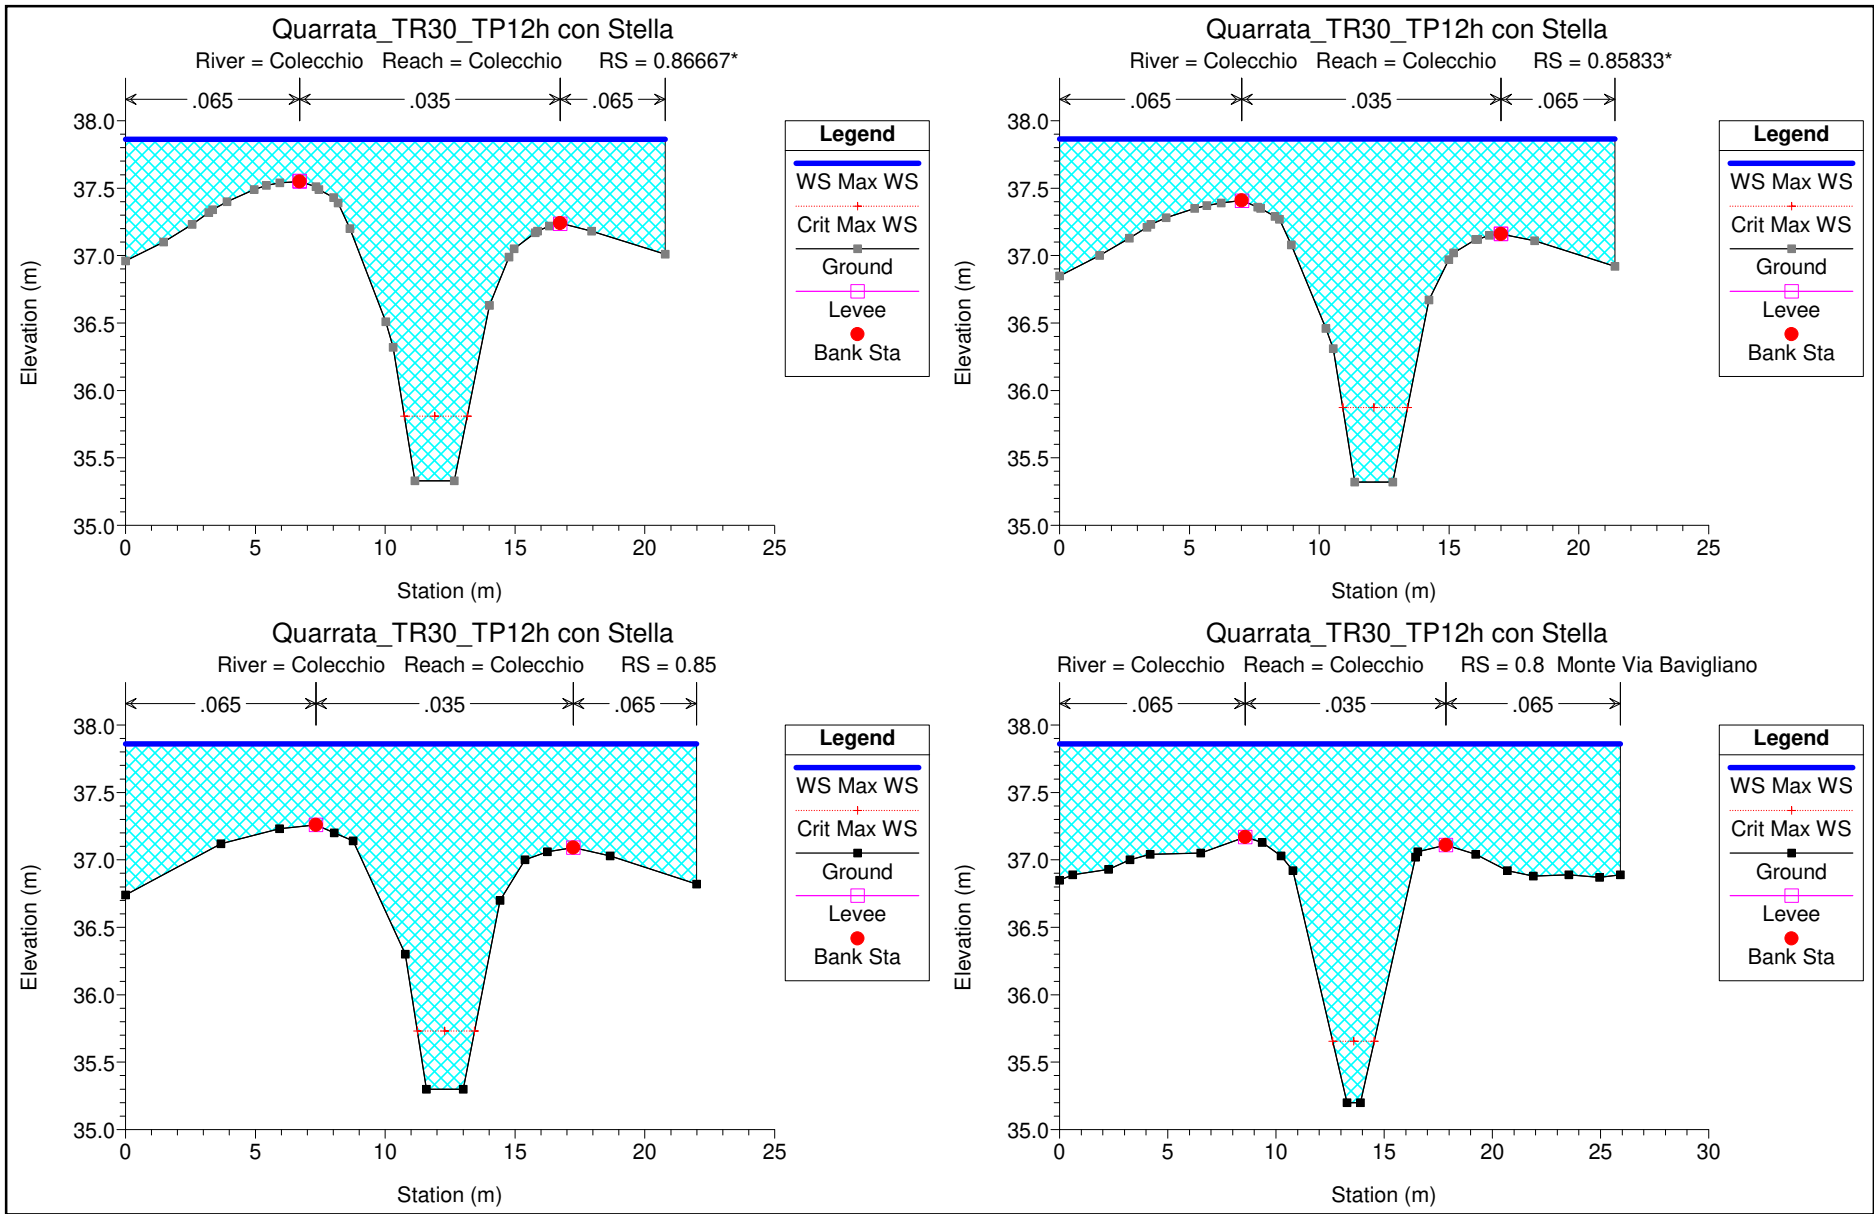 Quarrata_TR30_TP12h con Stella
River = Colecchio Reach = Colecchio RS = 0.86667*
.065 .035 .065
38.0
37.5
37.0
36.5
36.0
35.5
35.0
Elevation (m)
0 5 10 15 20 25
Station (m)
Legend
WS Max WS
Crit Max WS
Ground
Levee
Bank Sta
Quarrata_TR30_TP12h con Stella
River = Colecchio Reach = Colecchio RS = 0.85833*
.065 .035 .065
38.0
37.5
37.0
36.5
36.0
35.5
35.0
Elevation (m)
0 5 10 15 20 25
Station (m)
Legend
WS Max WS
Crit Max WS
Ground
Levee
Bank Sta
Quarrata_TR30_TP12h con Stella
River = Colecchio Reach = Colecchio RS = 0.85
.065 .035 .065
38.0
37.5
37.0
36.5
36.0
35.5
35.0
Elevation (m)
0 5 10 15 20 25
Station (m)
Legend
WS Max WS
Crit Max WS
Ground
Levee
Bank Sta
Quarrata_TR30_TP12h con Stella
River = Colecchio Reach = Colecchio RS = 0.8 Monte Via Bavigliano
.065 .035 .065
38.0
37.5
37.0
36.5
36.0
35.5
35.0
Elevation (m)
0 5 10 15 20 25 30
Station (m)
Legend
WS Max WS
Crit Max WS
Ground
Levee
Bank Sta